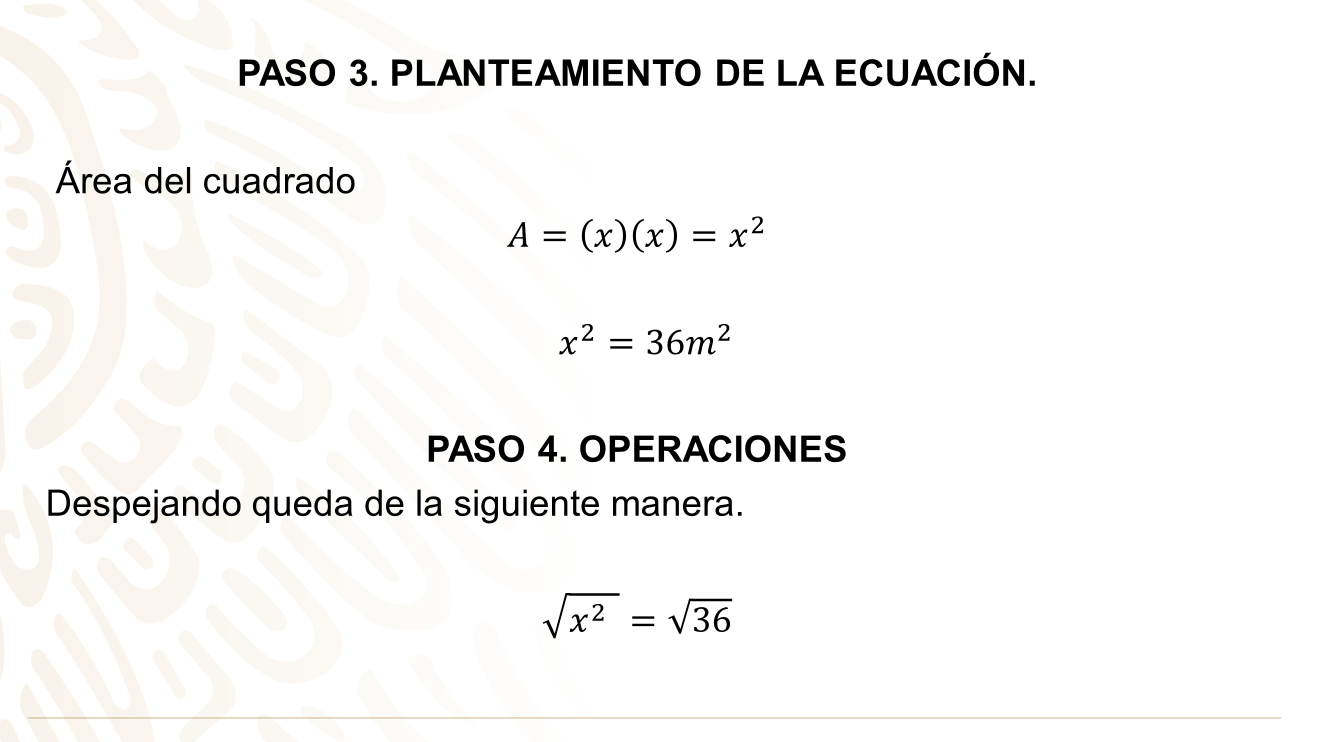 PASO 3. PLANTEAMIENTO DE LA ECUACIÓN.
Área del cuadrado
𝐴 = (𝑥)(𝑥) = 𝑥²
𝑥² = 36𝑚²
PASO 4. OPERACIONES
Despejando queda de la siguiente manera.
√𝑥² = √36